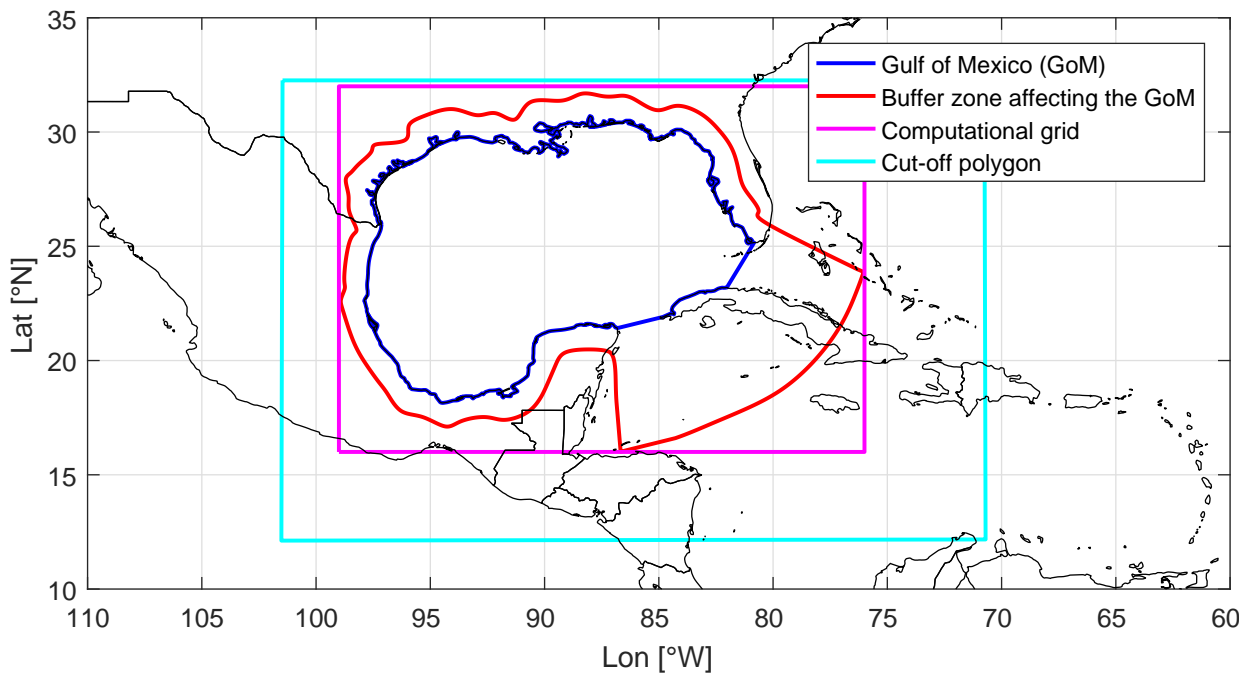 35
30
25
20
15
10
Lat [°N]
Gulf of Mexico (GoM)
Buffer zone affecting the GoM
Computational grid
Cut-off polygon
110 105 100 95 90 85 80 75 70 65 60
Lon [°W]